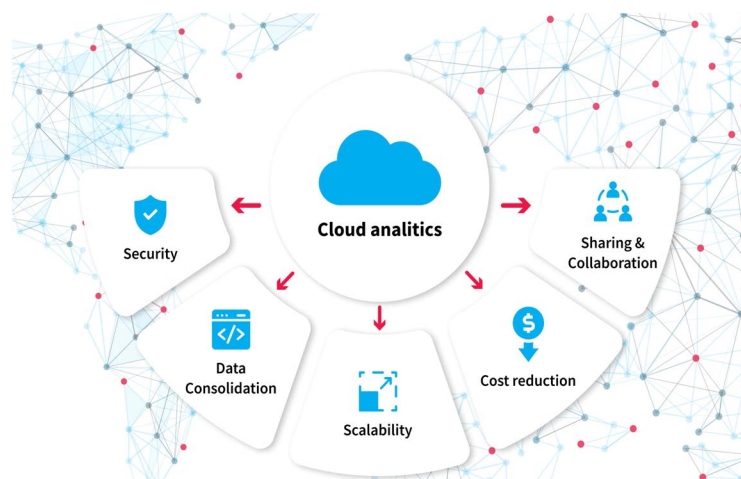 Cloud analitics
Security
Data
Consolidation
</>
Scalability
$
Cost reduction
Sharing &
Collaboration